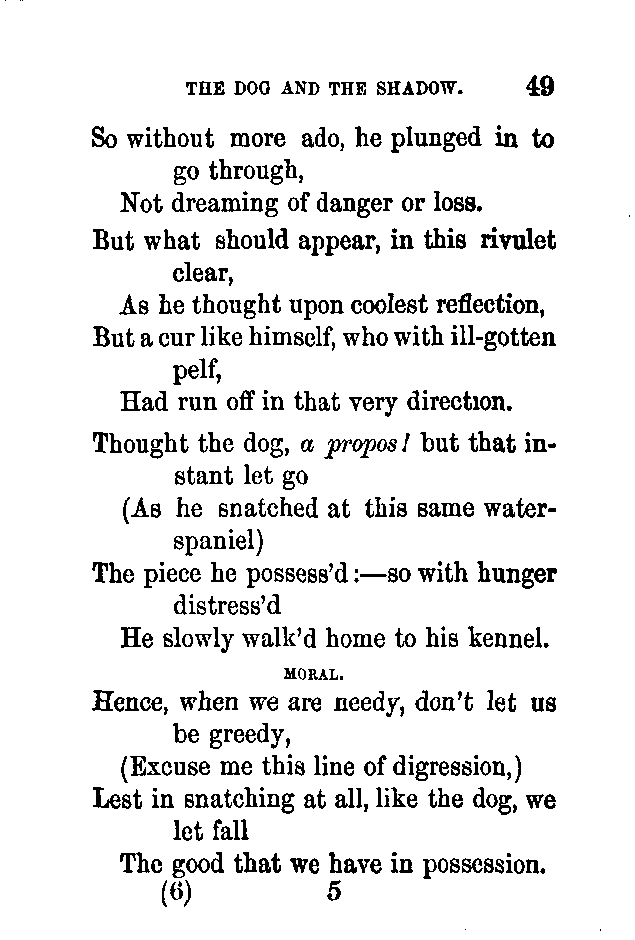 THE DOG AND THE SHADOW. 49
So without more ado, he plunged in to
go through,
Not dreaming of danger or loss.
But what should appear, in this rivulet
clear,
As he thought upon coolest reflection,
But a cur like himself, who with ill-gotten
pelf,
Had run off in that very direction.
Thought the dog, a propos! but that in-
stant let go
(As he snatched at this same water-
spaniel)
The piece he possess'd:—so with hunger
distress'd
He slowly walk'd home to his kennel.
MORAL.
Hence, when we are needy, don't let us
be greedy,
(Excuse me this line of digression,)
Lest in snatching at all, like the dog, we
let fall
The good that we have in possession.
(6) 5